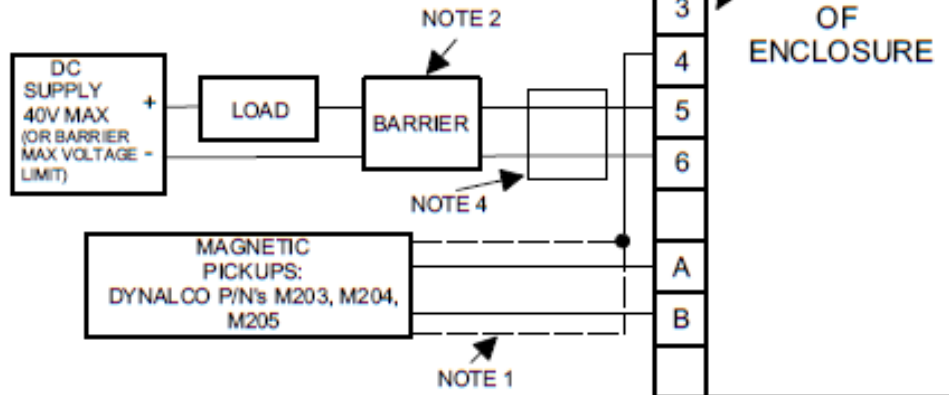 NOTE 2
3
OF
ENCLOSURE
4
DC
SUPPLY
40V MAX
(OR BARRIER
MAX VOLTAGE
LIMIT)
+
-
LOAD
BARRIER
5
6
NOTE 4
MAGNETIC
PICKUPS:
DYNALCO P/N's M203, M204,
M205
A
B
NOTE 1